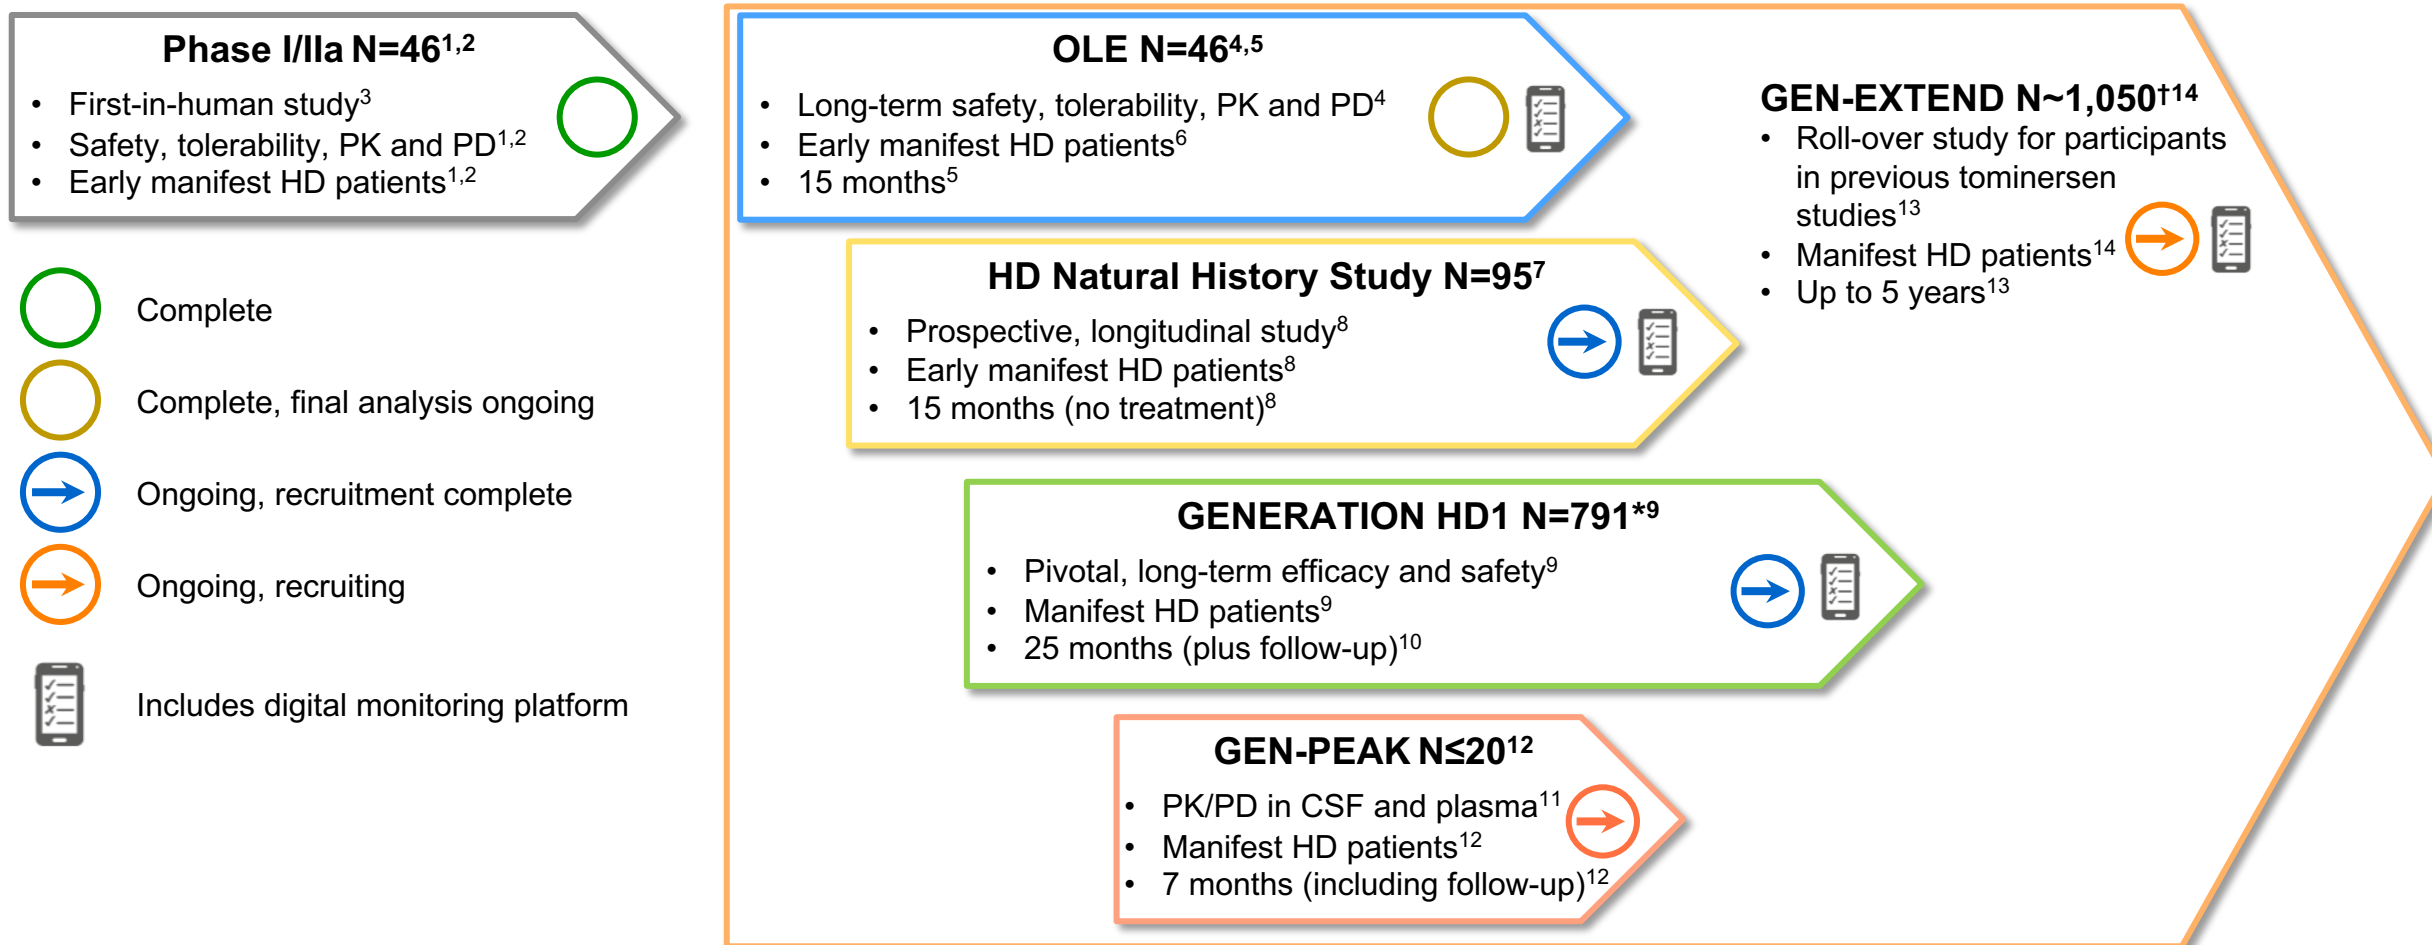 Phase I/IIa N=46¹,²
• First-in-human study³
• Safety, tolerability, PK and PD¹,²
• Early manifest HD patients¹,²
Complete
Complete, final analysis ongoing
Ongoing, recruitment complete
Ongoing, recruiting
Includes digital monitoring platform
OLE N=46⁴,⁵
• Long-term safety, tolerability, PK and PD⁴
• Early manifest HD patients⁶
• 15 months⁵
HD Natural History Study N=95⁷
• Prospective, longitudinal study⁸
• Early manifest HD patients⁸
• 15 months (no treatment)⁸
GENERATION HD1 N=791*⁹
• Pivotal, long-term efficacy and safety⁹
• Manifest HD patients⁹
• 25 months (plus follow-up)¹⁰
GEN-PEAK N≤20¹²
• PK/PD in CSF and plasma¹¹
• Manifest HD patients¹²
• 7 months (including follow-up)¹²
GEN-EXTEND N~1,050†¹⁴
• Roll-over study for participants
in previous tominersen
studies¹³
• Manifest HD patients¹⁴
• Up to 5 years¹³